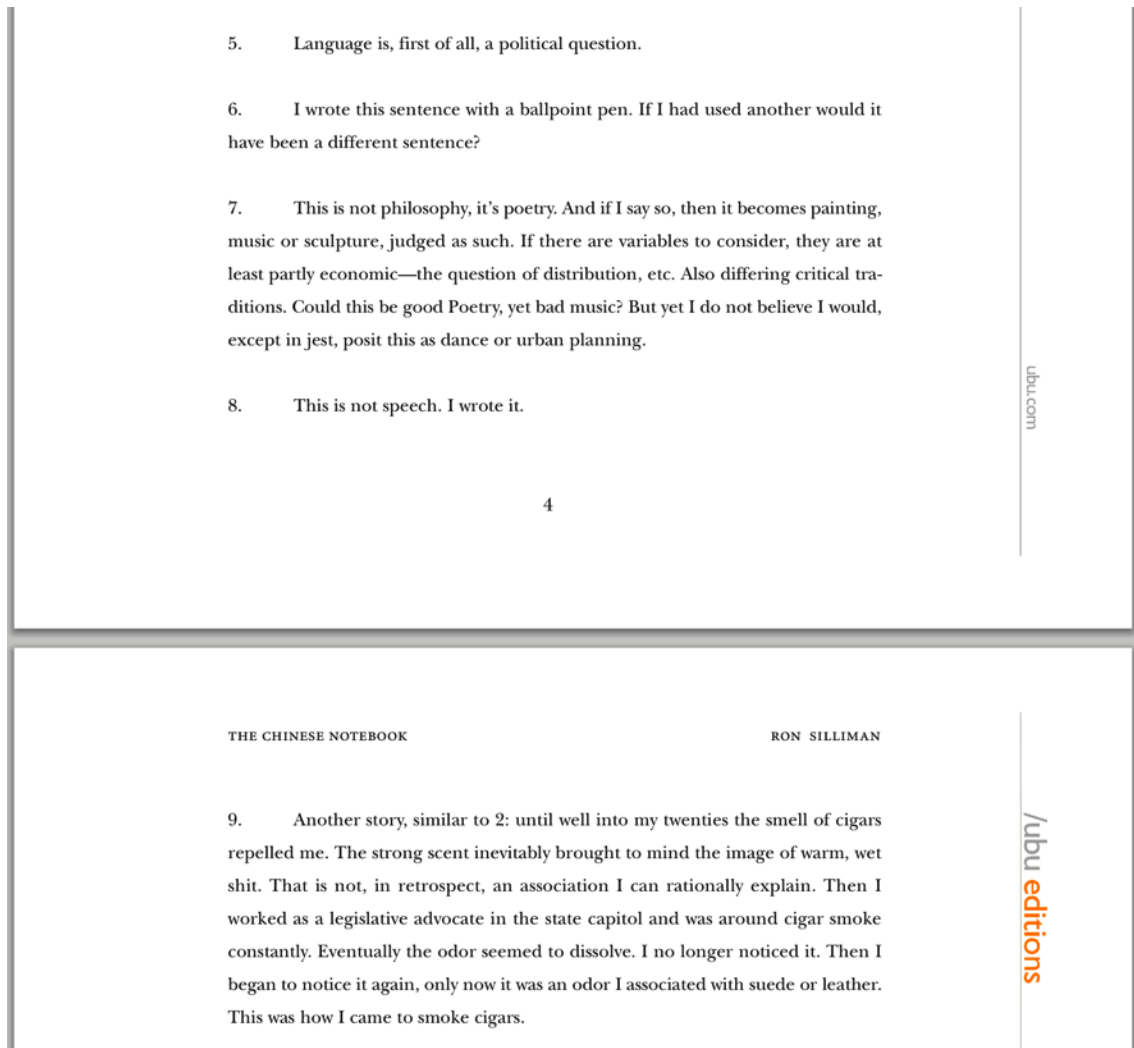 5. Language is, first of all, a political question.
6. I wrote this sentence with a ballpoint pen. If I had used another would it
have been a different sentence?
7. This is not philosophy, it’s poetry. And if I say so, then it becomes painting,
music or sculpture, judged as such. If there are variables to consider, they are at
least partly economic—the question of distribution, etc. Also differing critical tra-
ditions. Could this be good Poetry, yet bad music? But yet I do not believe I would,
except in jest, posit this as dance or urban planning.
8. This is not speech. I wrote it.
ubu.com
4
THE CHINESE NOTEBOOK RON SILLIMAN
9. Another story, similar to 2: until well into my twenties the smell of cigars
repelled me. The strong scent inevitably brought to mind the image of warm, wet
shit. That is not, in retrospect, an association I can rationally explain. Then I
worked as a legislative advocate in the state capitol and was around cigar smoke
constantly. Eventually the odor seemed to dissolve. I no longer noticed it. Then I
began to notice it again, only now it was an odor I associated with suede or leather.
This was how I came to smoke cigars.
/ubu editions